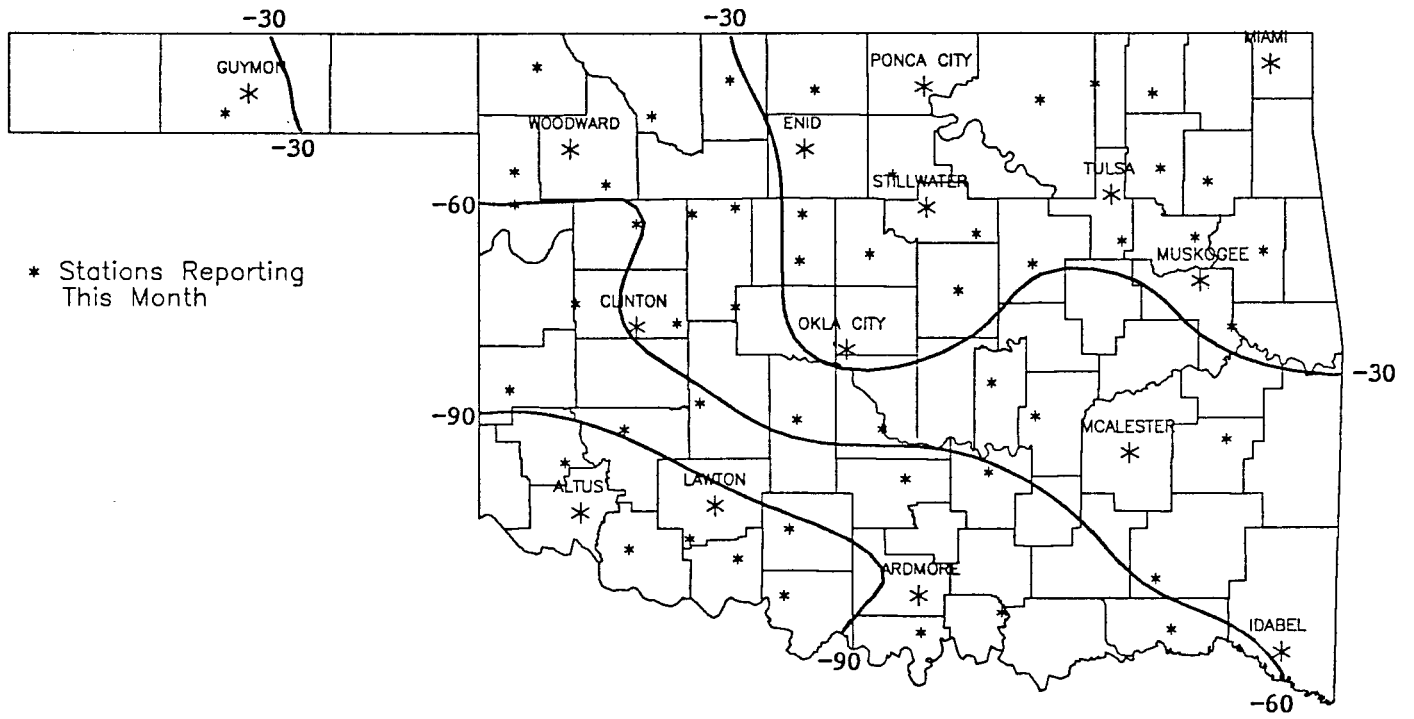 -30
-30
MIAMI
GUYMON
PONCA CITY
-30
WOODWARD
ENID
TULSA
STILLWATER
-60
* Stations Reporting
This Month
MUSKOGEE
CLINTON
OKLA CITY
-30
-90
MCALESTER
ALTUS
LAWTON
ARDMORE
IDABEL
-90
-60